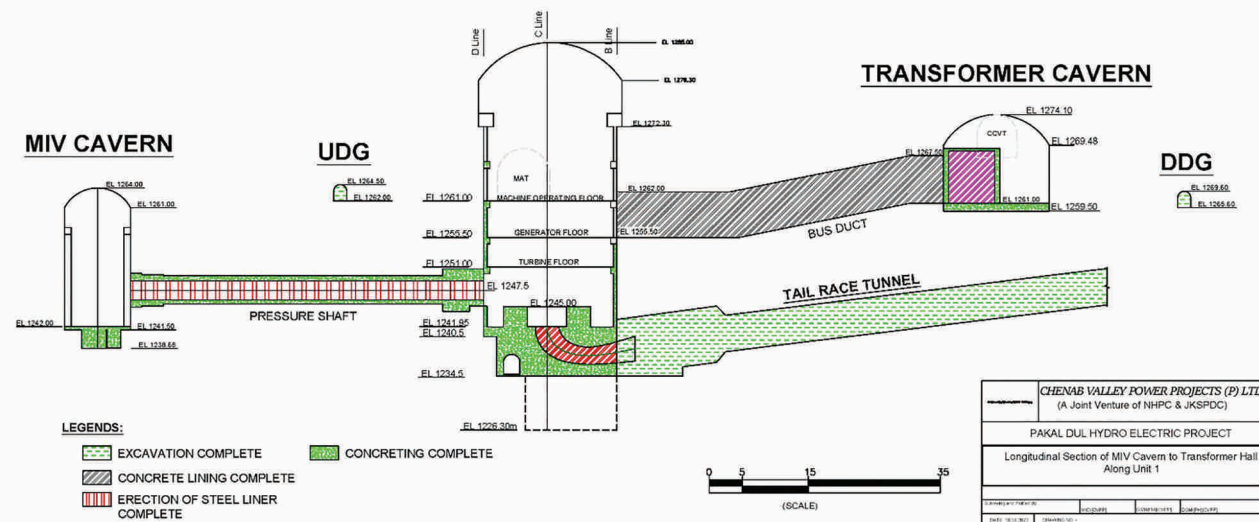 D Line
C Line
B Line
EL 1285.00
EL 1278.30
EL 1272.30
TRANSFORMER CAVERN
EL 1274.10
CCVT
EL 1269.48
EL 1267.50
EL 1261.00
EL 1259.50
MIV CAVERN
EL 1264.00
EL 1261.00
UDG
EL 1264.50
EL 1262.00
DDG
EL 1269.60
EL 1265.60
MAT
EL 1261.00
MACHINE OPERATING FLOOR
EL 1267.00
EL 1255.50
GENERATOR FLOOR
EL 1255.50
BUS DUCT
EL 1251.00
TURBINE FLOOR
EL 1247.5
TAIL RACE TUNNEL
EL 1245.00
PRESSURE SHAFT
EL 1242.00
EL 1241.50
EL 1241.95
EL 1240.5
EL 1234.5
EL 1226.30m
LEGENDS:
EXCAVATION COMPLETE
CONCRETING COMPLETE
CONCRETE LINING COMPLETE
ERECTION OF STEEL LINER
COMPLETE
0 5 15 35
(SCALE)
CHENAB VALLEY POWER PROJECTS (P) LTD
(A Joint Venture of NHPC & JKSPDC)
PAKAL DUL HYDRO ELECTRIC PROJECT
Longitudinal Section of MIV Cavern to Transformer Hall
Along Unit 1
DRAWING NO.-